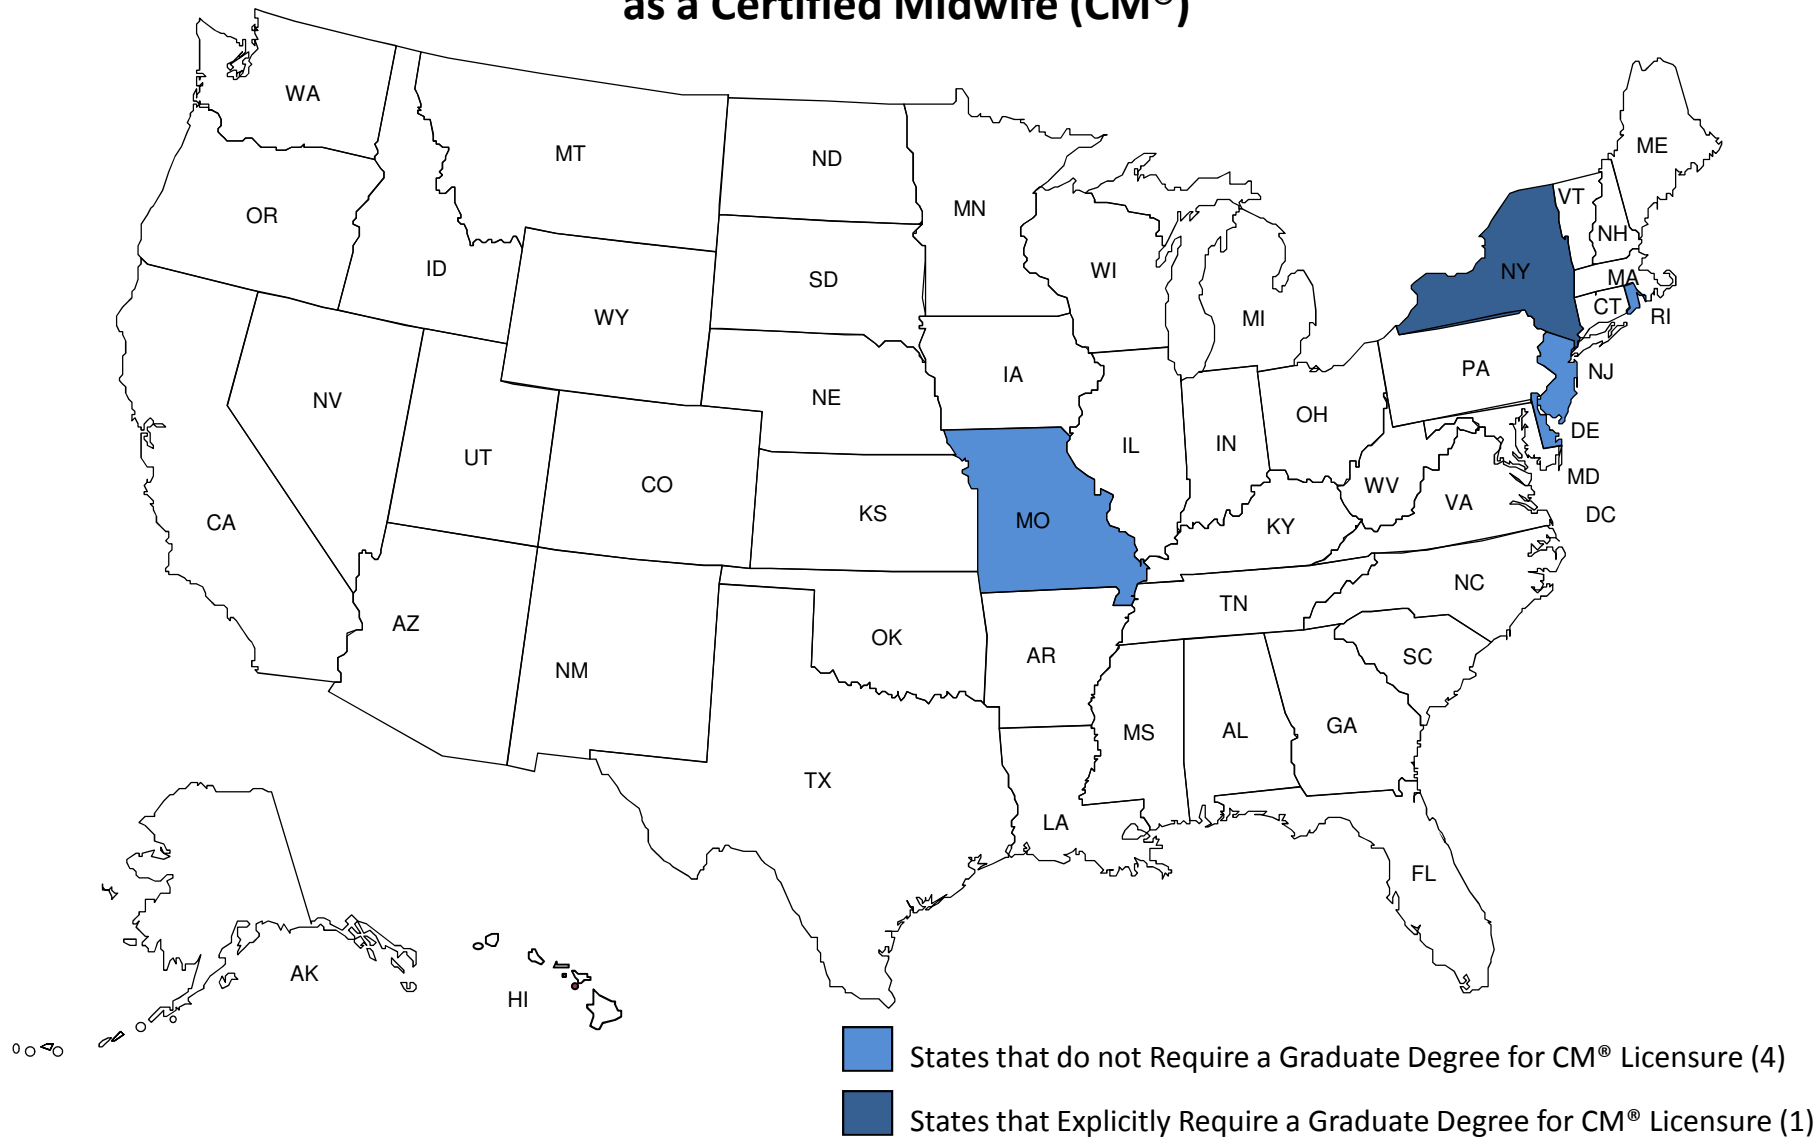 as a Certified Midwife (CM®)
WA
MT
ND
MN
ME
VT
NH
OR
ID
SD
WI
MI
NY
MA
CT
RI
WY
IA
PA
NJ
NV
NE
OH
DE
UT
CO
IL
IN
MD
WV
VA
DC
CA
KS
MO
KY
NC
AZ
NM
OK
AR
TN
SC
MS
AL
GA
TX
LA
FL
AK
HI
States that do not Require a Graduate Degree for CM® Licensure (4)
States that Explicitly Require a Graduate Degree for CM® Licensure (1)